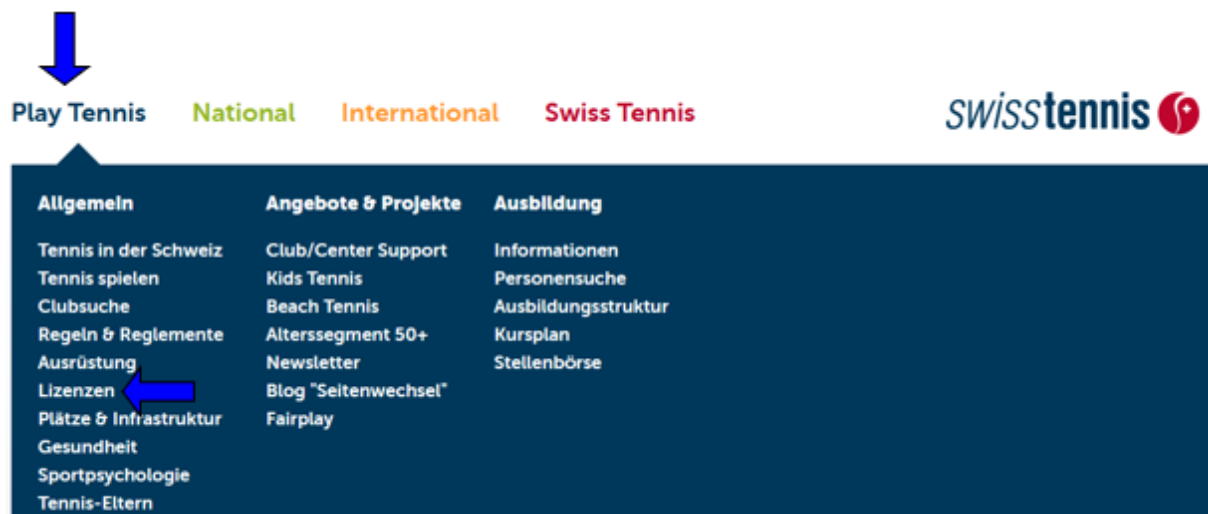 Play Tennis National International Swiss Tennis swisstennis
Allgemein
Tennis in der Schweiz
Tennis spielen
Clubsuche
Regeln & Reglemente
Ausrüstung
Lizenzen
Plätze & Infrastruktur
Gesundheit
Sportpsychologie
Tennis-Eltern
Angebote & Projekte
Club/Center Support
Kids Tennis
Beach Tennis
Alterssegment 50+
Newsletter
Blog "Seitenwechsel"
Fairplay
Ausbildung
Informationen
Personensuche
Ausbildungsstruktur
Kursplan
Stellenbörse